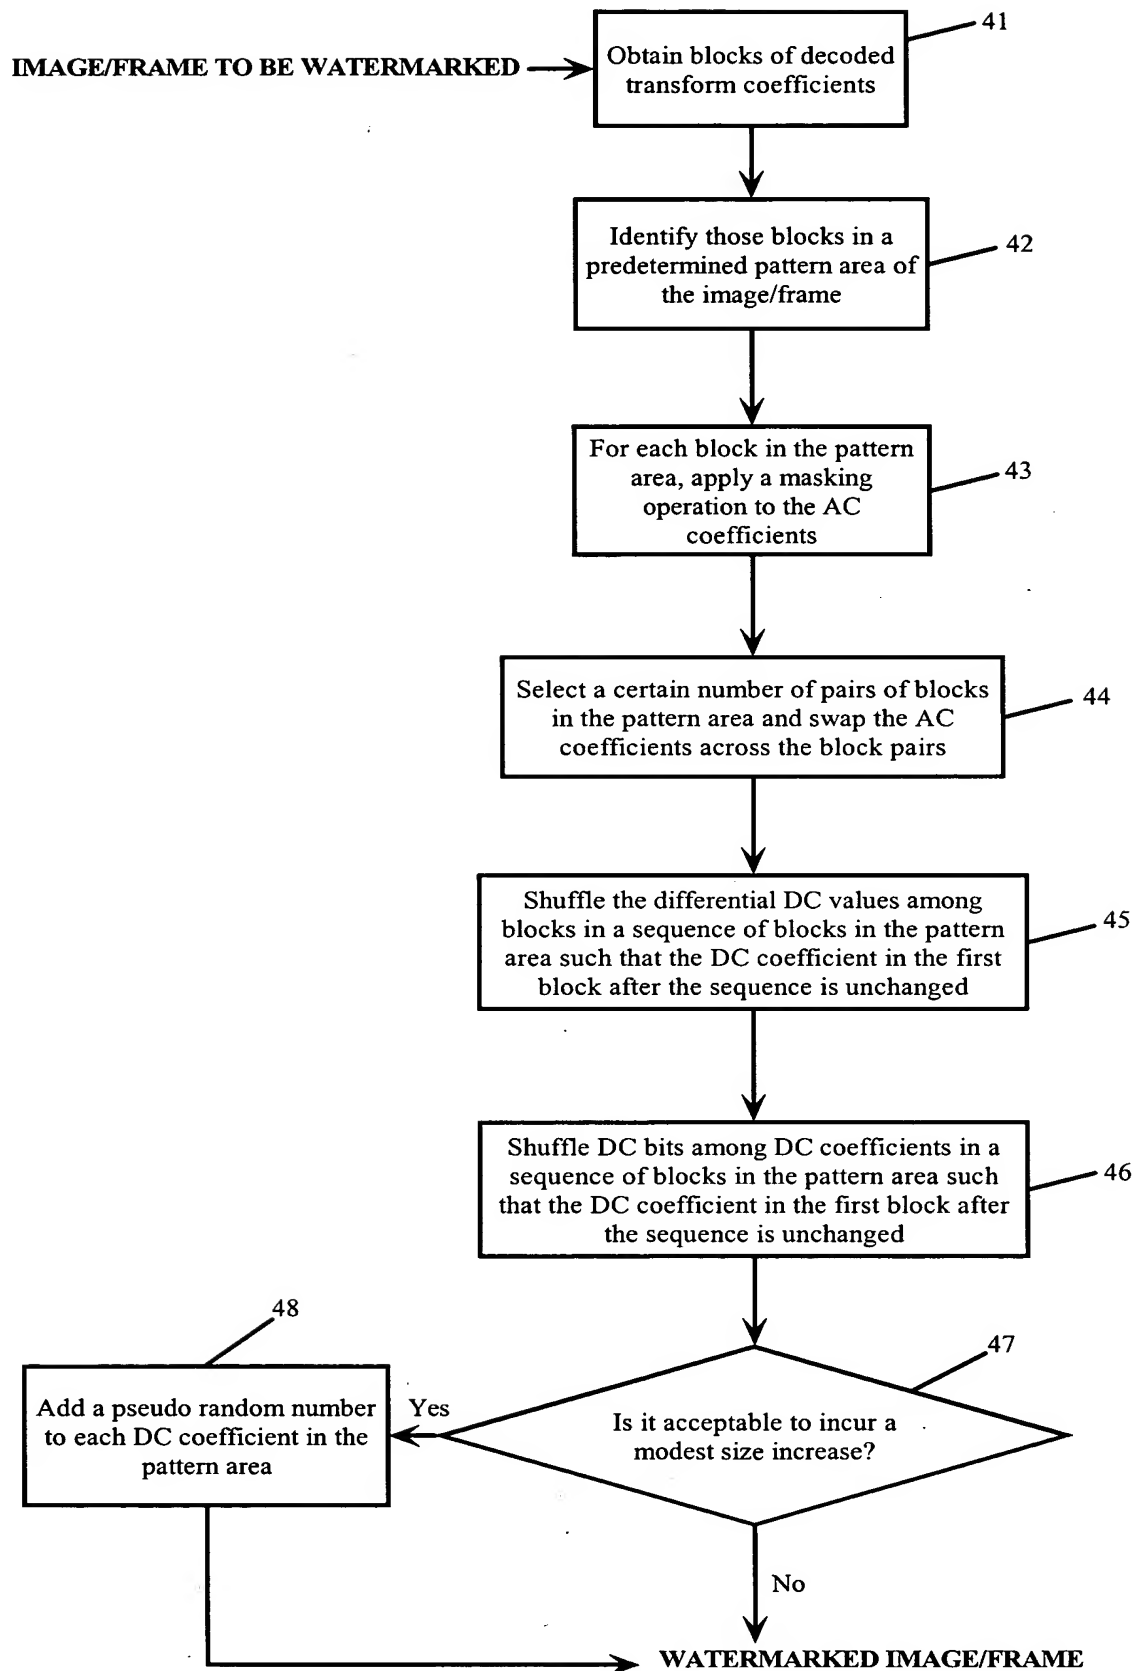 41
IMAGE/FRAME TO BE WATERMARKED
Obtain blocks of decoded
transform coefficients
Identify those blocks in a
predetermined pattern area of
the image/frame
42
For each block in the pattern
area, apply a masking
operation to the AC
coefficients
43
Select a certain number of pairs of blocks
in the pattern area and swap the AC
coefficients across the block pairs
44
Shuffle the differential DC values among
blocks in a sequence of blocks in the pattern
area such that the DC coefficient in the first
block after the sequence is unchanged
45
Shuffle DC bits among DC coefficients in a
sequence of blocks in the pattern area such
that the DC coefficient in the first block after
the sequence is unchanged
46
48
47
Add a pseudo random number
to each DC coefficient in the
pattern area
Yes
Is it acceptable to incur a
modest size increase?
No
WATERMARKED IMAGE/FRAME